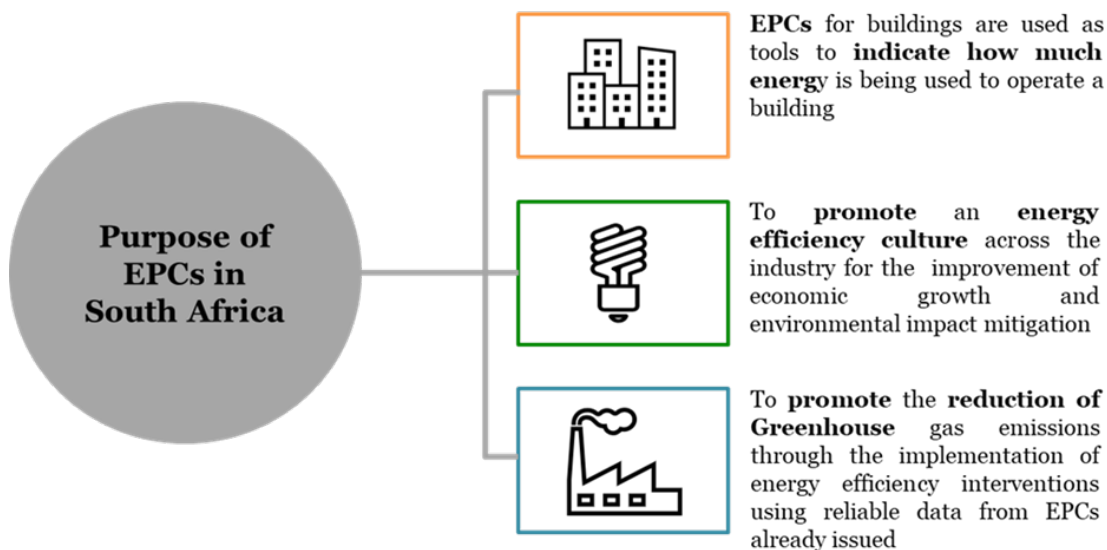 Purpose of
EPCs in
South Africa
EPCs for buildings are used as
tools to indicate how much
energy is being used to operate a
building
To promote an energy
efficiency culture across the
industry for the improvement of
economic growth and
environmental impact mitigation
To promote the reduction of
Greenhouse gas emissions
through the implementation of
energy efficiency interventions
using reliable data from EPCs
already issued